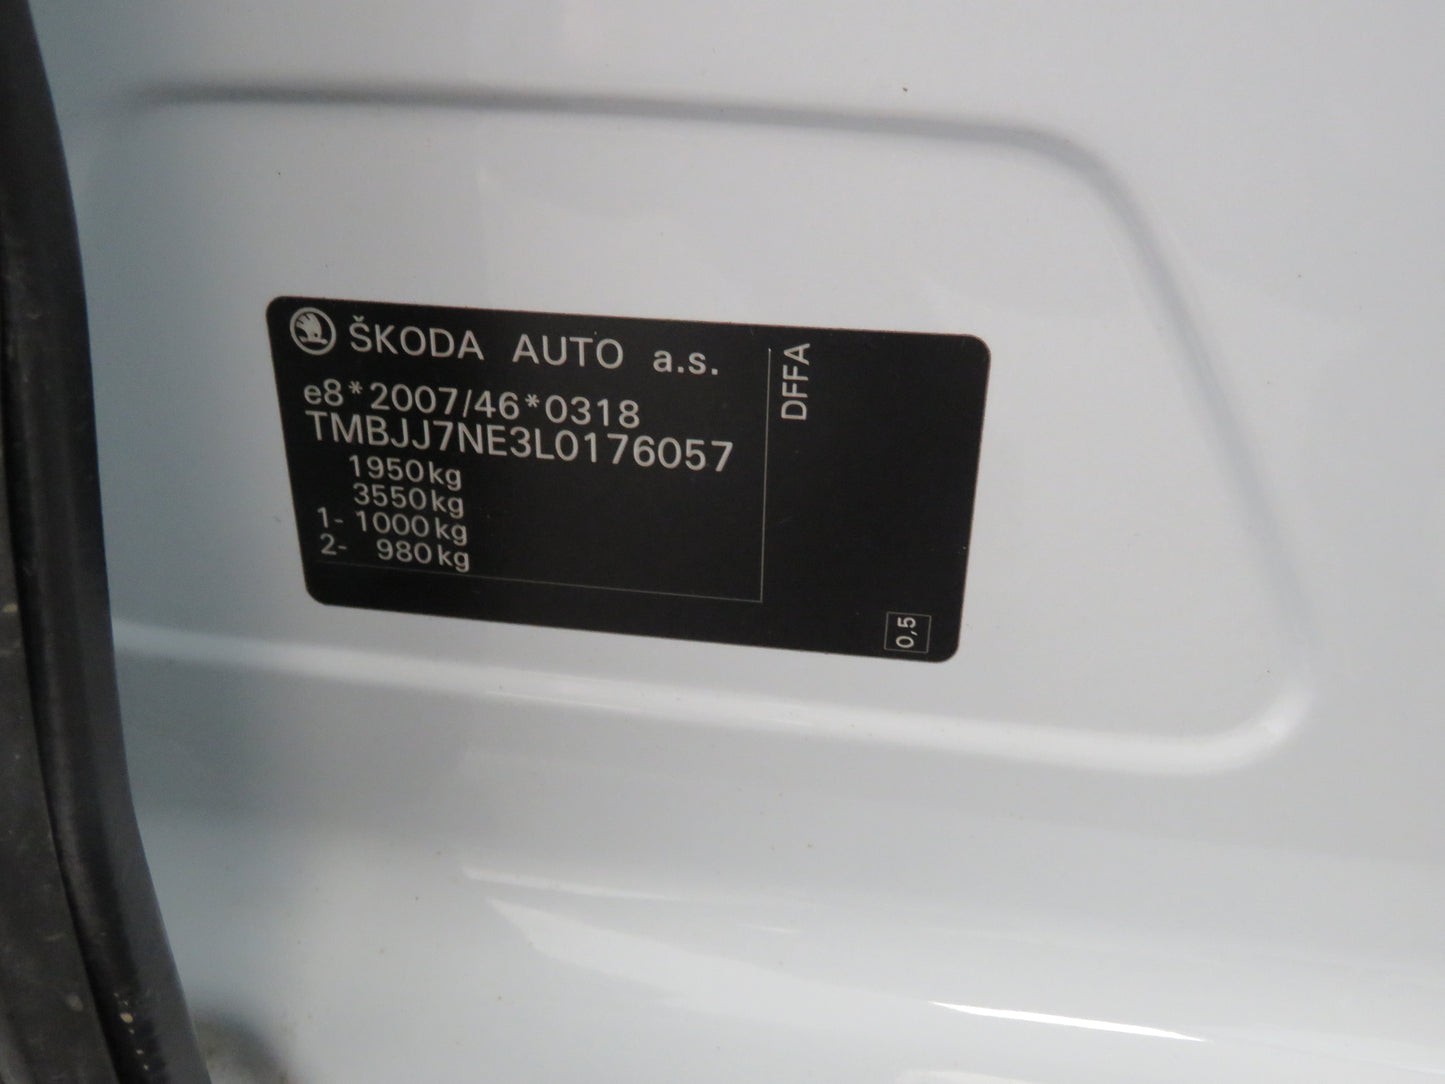 ŠKODA AUTO a.s.
e8*2007/46*0318
TMBJJ7NE3L0176057
1950kg
3550kg
1- 1000kg
2- 980kg
DFFA
0,5